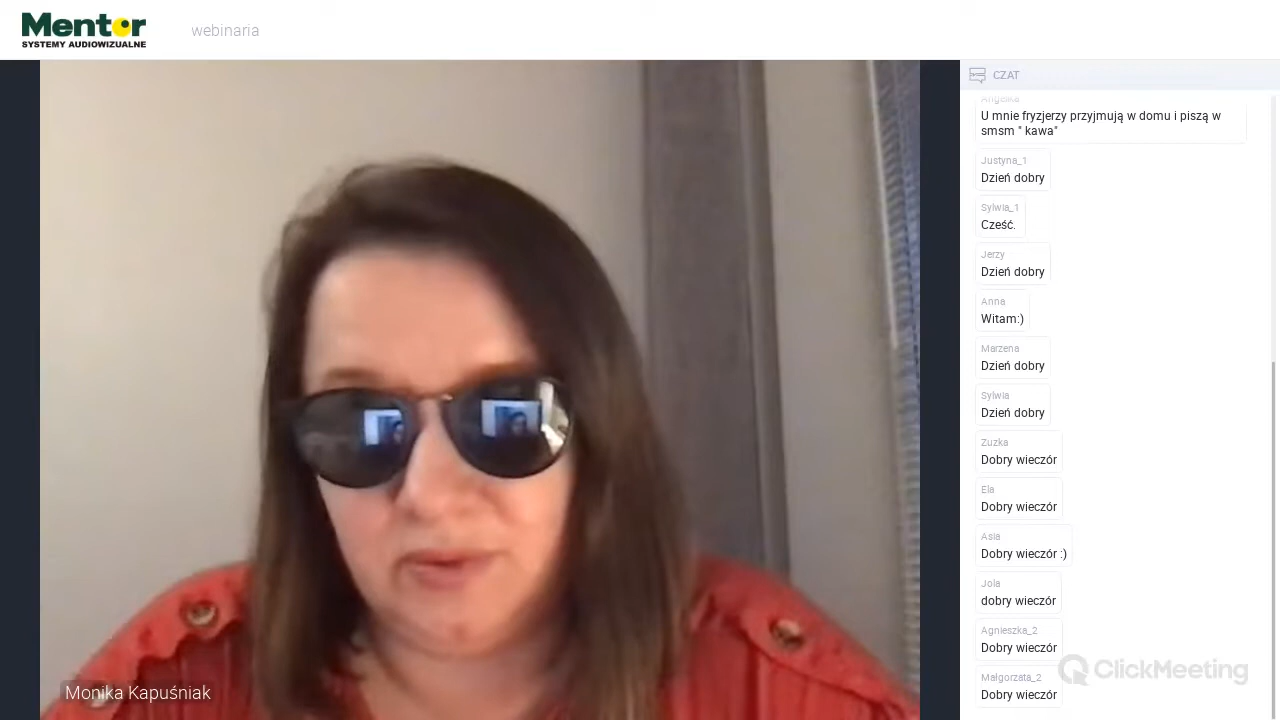 Mentor
SYSTEMY AUDIOWIZUALNE
webinaria
CZAT
Angelika
U mnie fryzjerzy przyjmują w domu i piszą w
smsm " kawa"
Justyna_1
Dzień dobry
Sylwia_1
Cześć.
Jerzy
Dzień dobry
Anna
Witam:)
Marzena
Dzień dobry
Sylwia
Dzień dobry
Zuzka
Dobry wieczór
Ela
Dobry wieczór
Asia
Dobry wieczór :)
Jola
dobry wieczór
Agnieszka_2
Dobry wieczór
Małgorzata_2
Dobry wieczór
ClickMeeting
Monika Kapuśniak